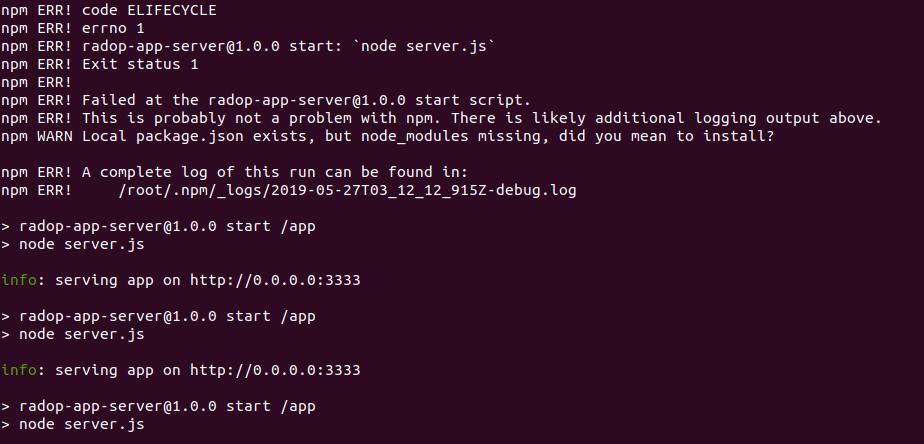 npm ERR! code ELIFECYCLE
npm ERR! errno 1
npm ERR! radop-app-server@1.0.0 start: `node server.js`
npm ERR! Exit status 1
npm ERR!
npm ERR! Failed at the radop-app-server@1.0.0 start script.
npm ERR! This is probably not a problem with npm. There is likely additional logging output above.
npm WARN Local package.json exists, but node_modules missing, did you mean to install?
npm ERR! A complete log of this run can be found in:
npm ERR!     /root/.npm/_logs/2019-05-27T03_12_12_915Z-debug.log
> radop-app-server@1.0.0 start /app
> node server.js
info: serving app on http://0.0.0.0:3333
> radop-app-server@1.0.0 start /app
> node server.js
info: serving app on http://0.0.0.0:3333
> radop-app-server@1.0.0 start /app
> node server.js